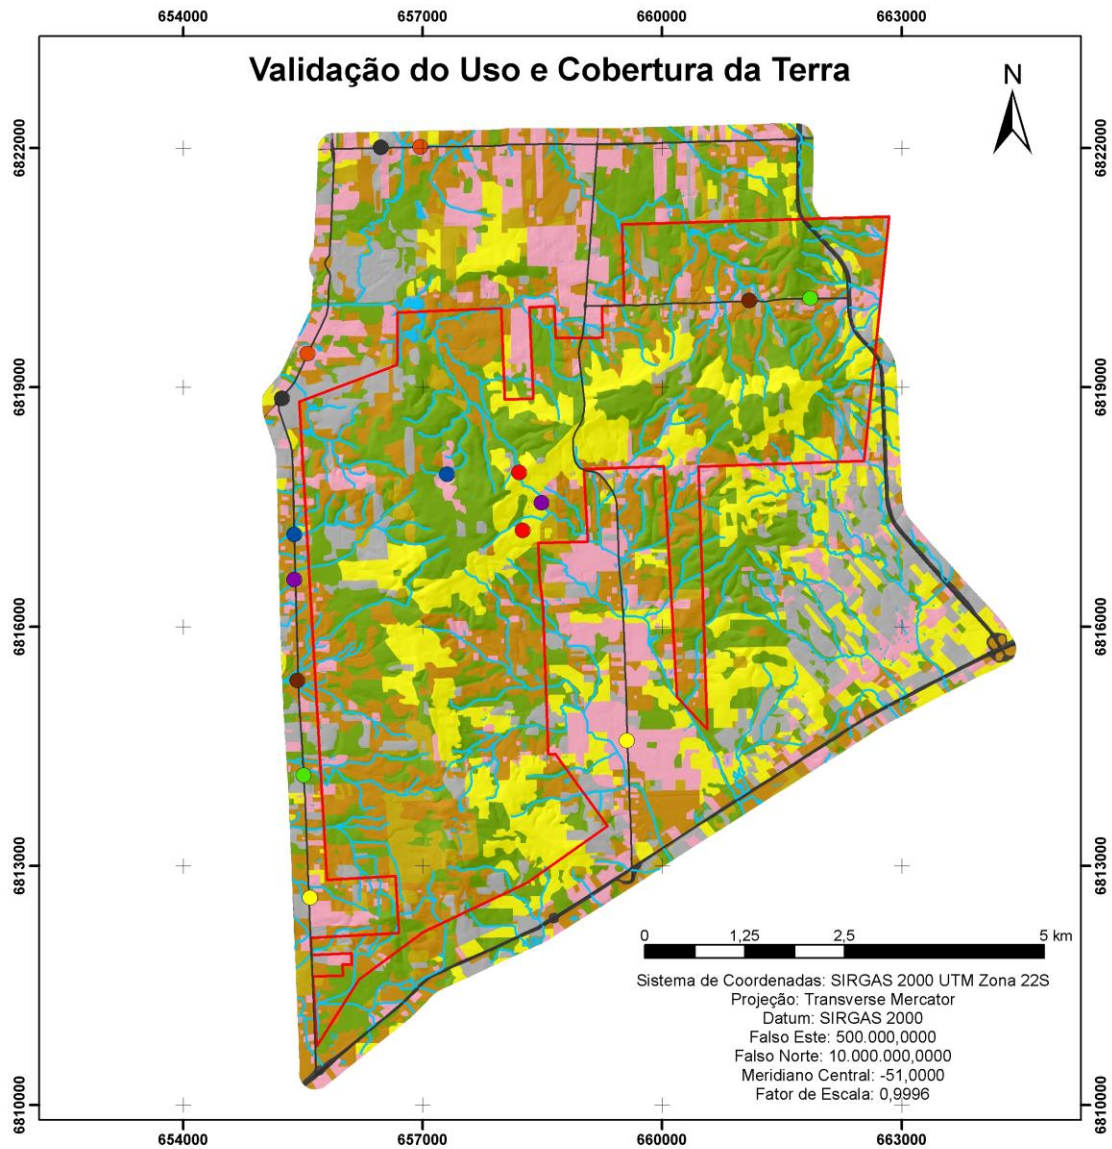 654000 657000 660000 663000
Validação do Uso e Cobertura da Terra
N
6822000 6822000
6819000 6819000
6816000 6816000
6813000 6813000
0 1,25 2,5 5 km
Sistema de Coordenadas: SIRGAS 2000 UTM Zona 22S
Projeção: Transverse Mercator
Datum: SIRGAS 2000
Falso Este: 500.000,0000
Falso Norte: 10.000.000,0000
Meridiano Central: -51,0000
Fator de Escala: 0,9996
6810000 6810000
654000 657000 660000 663000